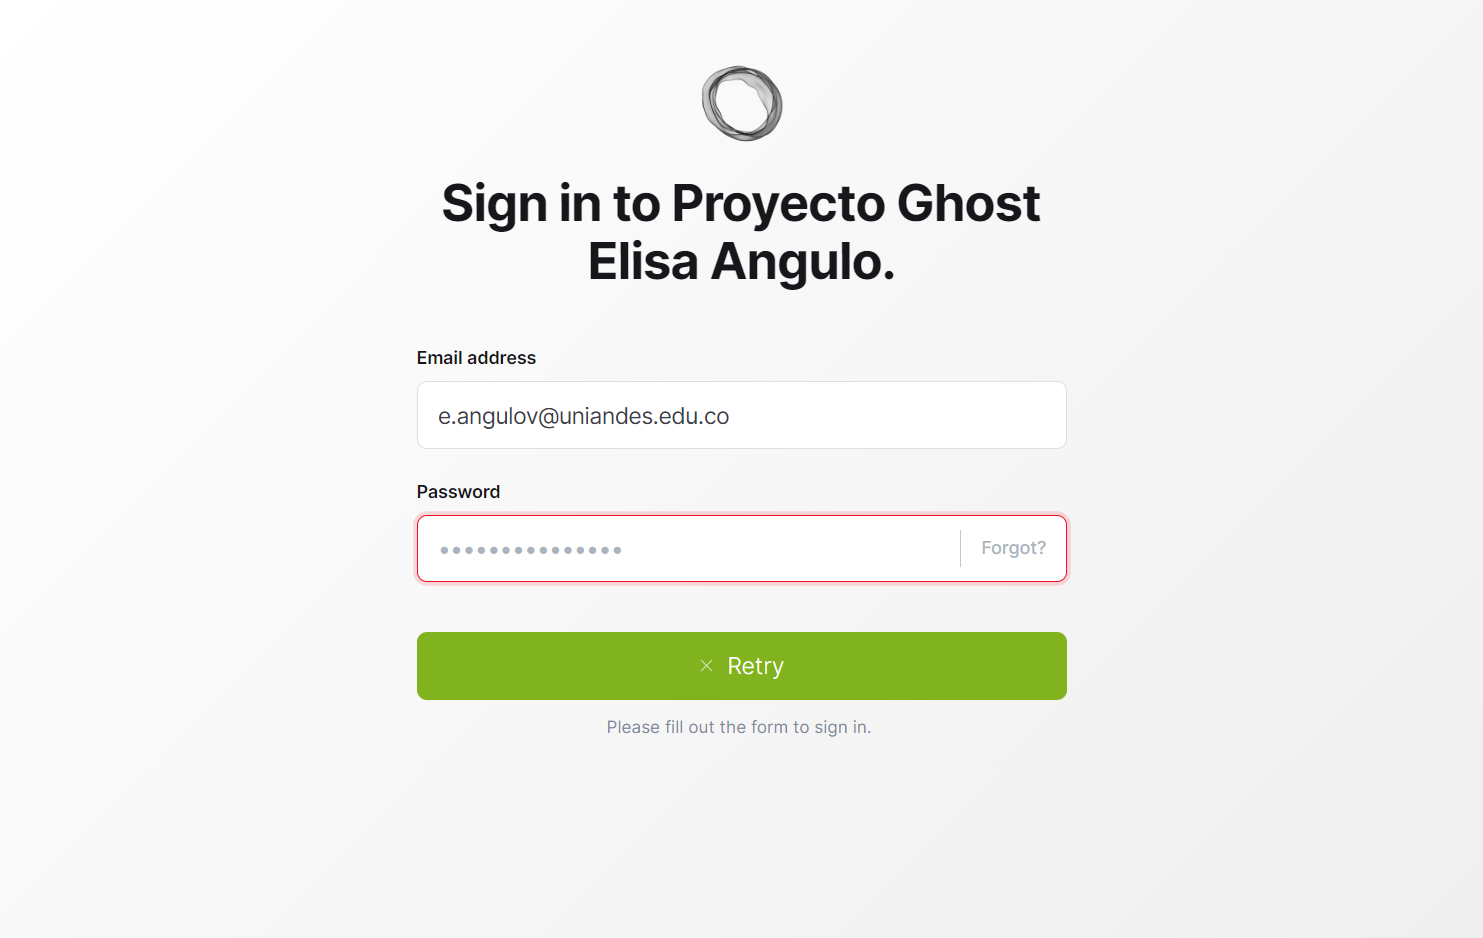 Sign in to Proyecto Ghost
Elisa Angulo.
Email address
e.angulov@uniandes.edu.co
Password
•••••••••••••••
Forgot?
Retry
Please fill out the form to sign in.